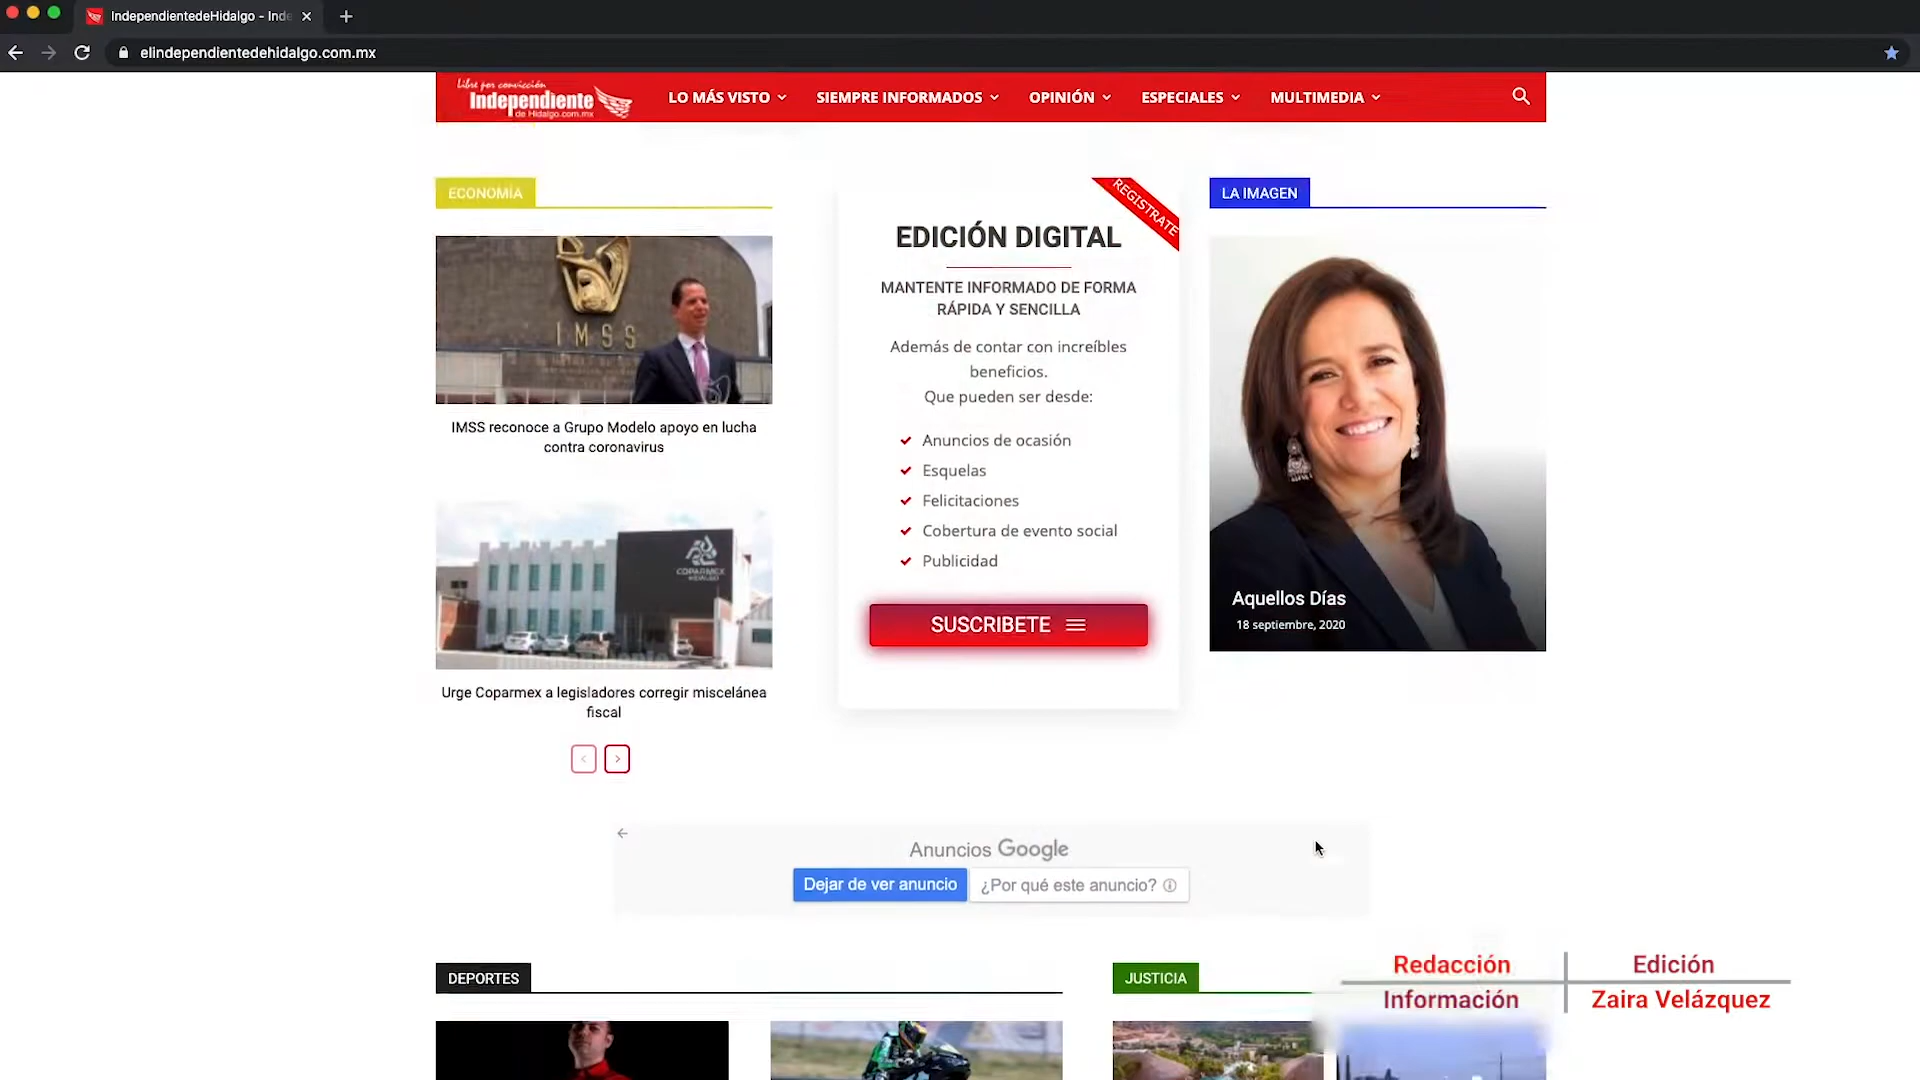 IndependientedeHidalgo - Inde
elindependientedehidalgo.com.mx
Libre por convicción
Independiente
de Hidalgo.com.mx
LO MÁS VISTO
SIEMPRE INFORMADOS
OPINIÓN
ESPECIALES
MULTIMEDIA
ECONOMÍA
IMSS
IMSS reconoce a Grupo Modelo apoyo en lucha
contra coronavirus
COPARMEX
HIDALGO
Urge Coparmex a legisladores corregir miscelánea
fiscal
REGISTRATE
EDICIÓN DIGITAL
MANTENTE INFORMADO DE FORMA
RÁPIDA Y SENCILLA
Además de contar con increíbles
beneficios.
Que pueden ser desde:
Anuncios de ocasión
Esquelas
Felicitaciones
Cobertura de evento social
Publicidad
SUSCRIBETE
LA IMAGEN
Aquellos Días
18 septiembre, 2020
Anuncios Google
Dejar de ver anuncio
¿Por qué este anuncio?
DEPORTES
JUSTICIA
Redacción
Edición
Información
Zaira Velázquez